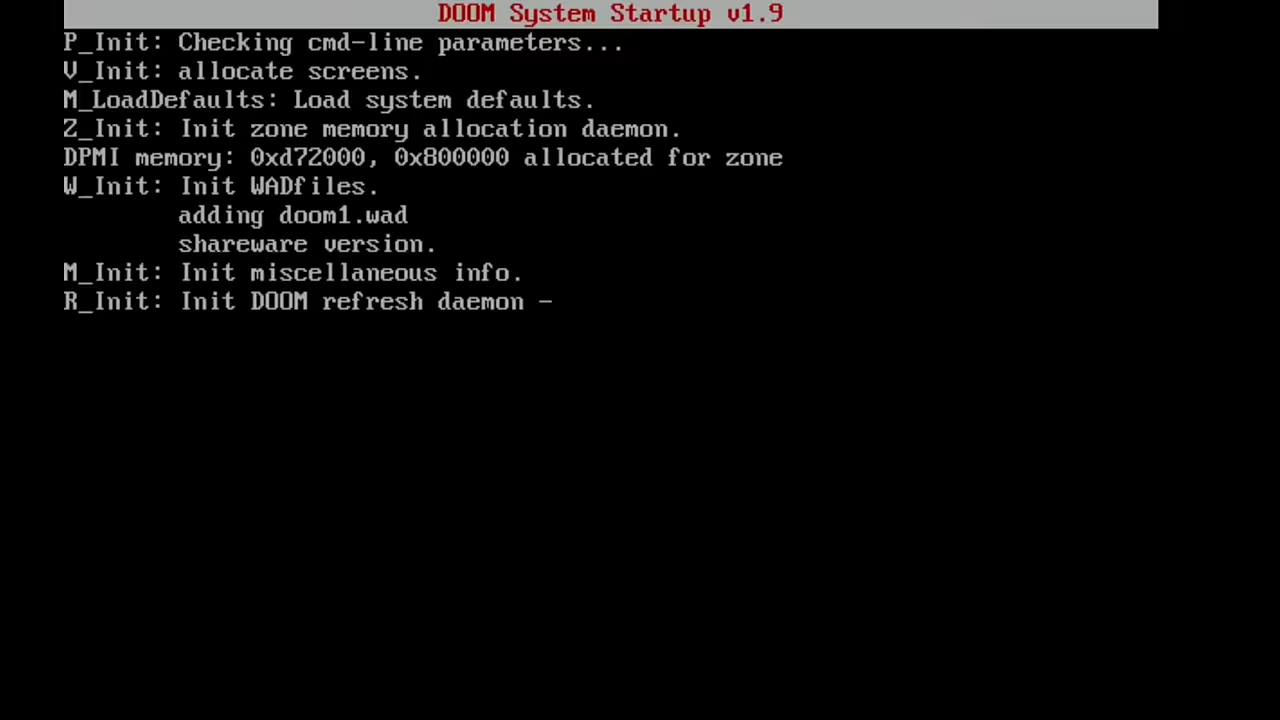 DOOM System Startup v1.9
P_Init: Checking cmd-line parameters...
V_Init: allocate screens.
M_LoadDefaults: Load system defaults.
Z_Init: Init zone memory allocation daemon.
DPMI memory: 0xd72000, 0x800000 allocated for zone
W_Init: Init WADfiles.
adding doom1.wad
shareware version.
M_Init: Init miscellaneous info.
R_Init: Init DOOM refresh daemon -